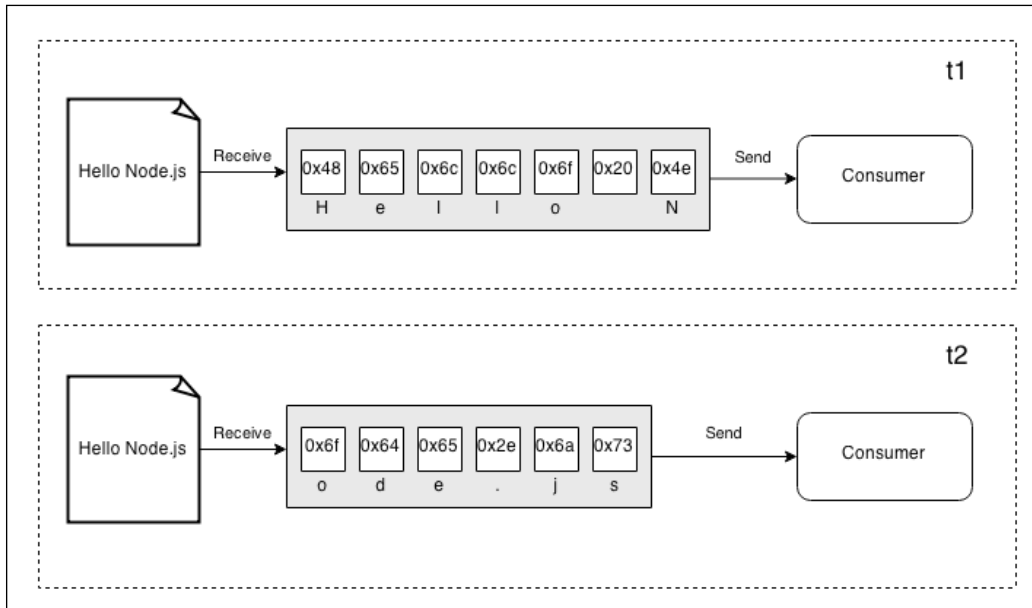 t1
Hello Node.js
Receive
0x48 0x65 0x6c 0x6c 0x6f 0x20 0x4e
H e l l o N
Send
Consumer
t2
Hello Node.js
Receive
0x6f 0x64 0x65 0x2e 0x6a 0x73
o d e . j s
Send
Consumer